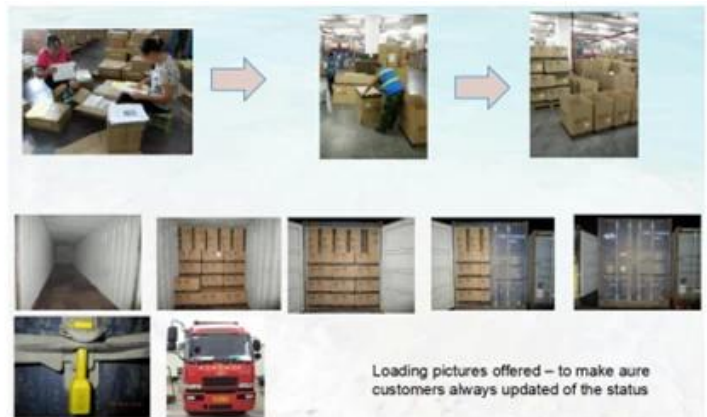 Loading pictures offered – to make aure
customers always updated of the status